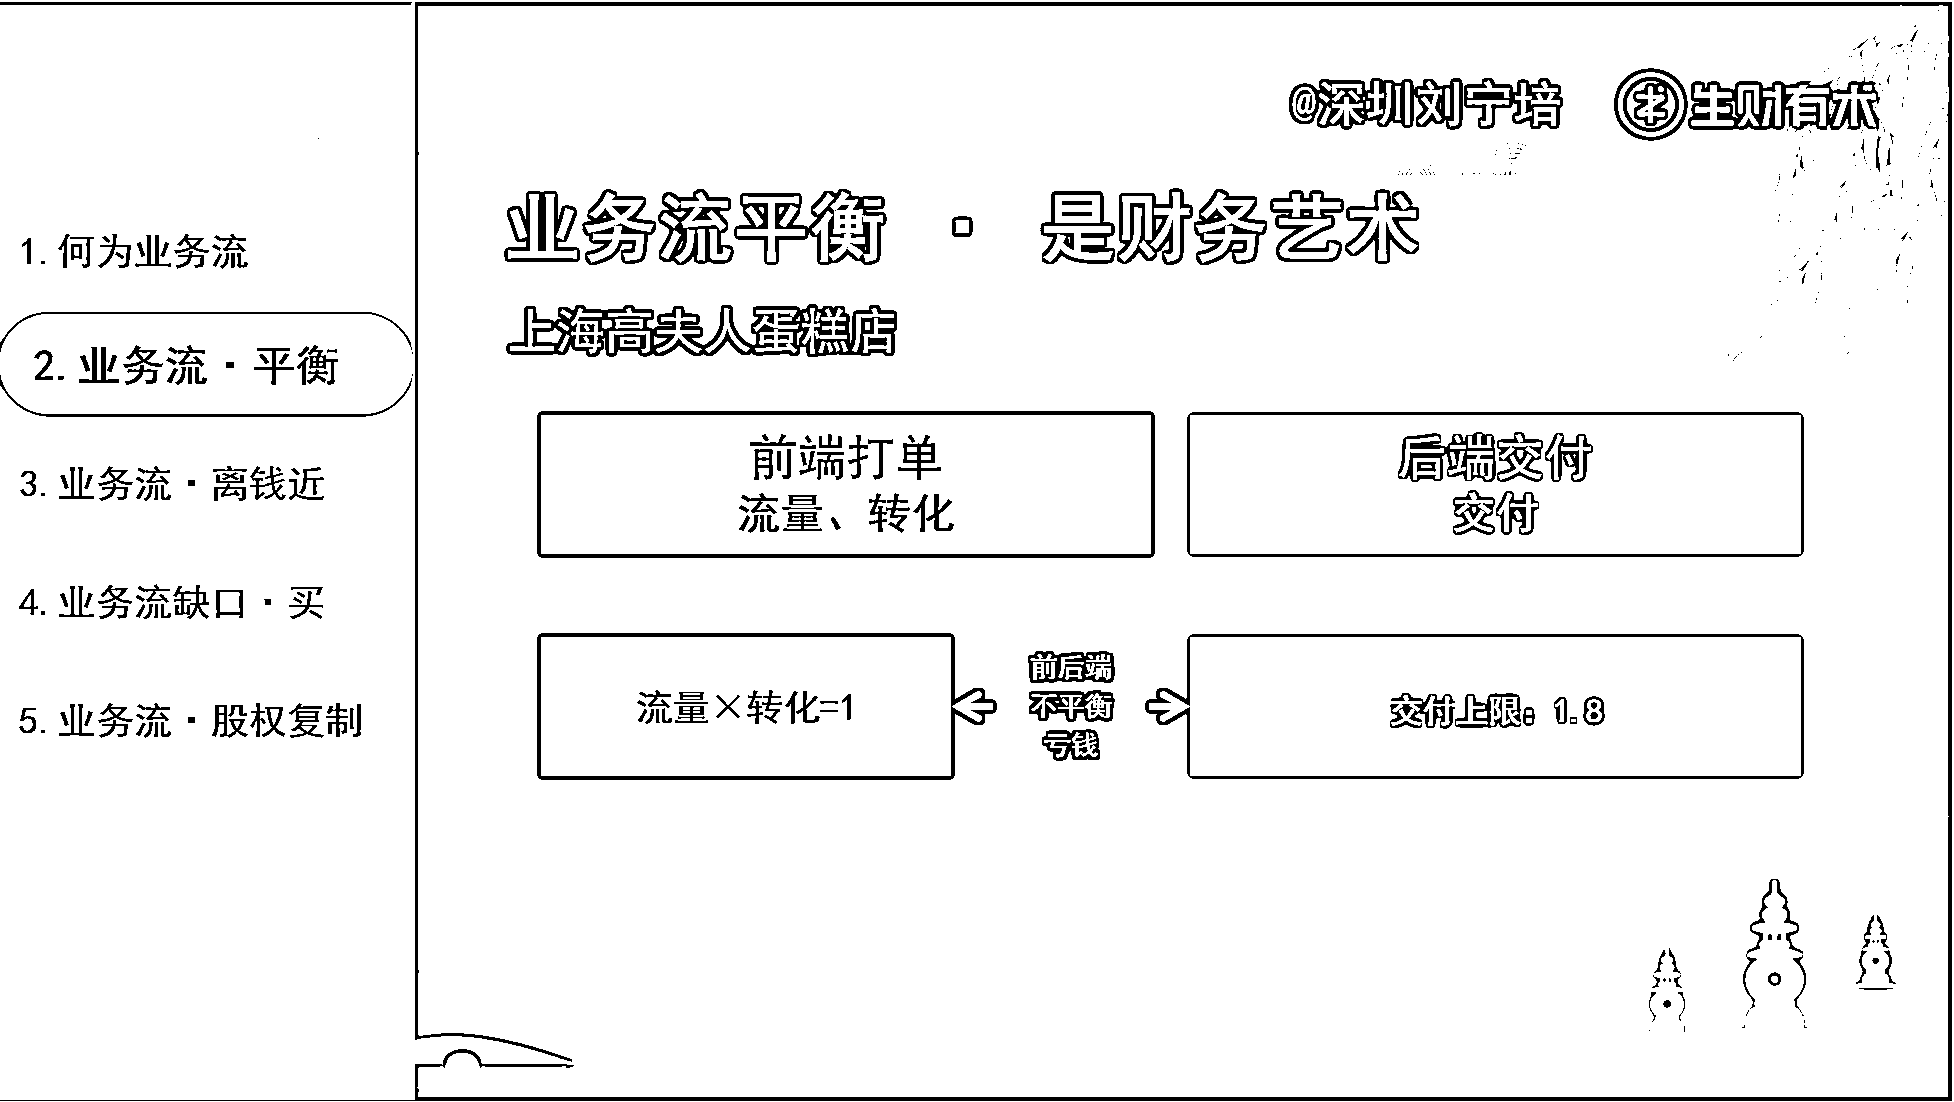 @深圳刘宁培 术 生财有术
1. 何为业务流
2. 业务流·平衡
3. 业务流·离钱近
4. 业务流缺口·买
5. 业务流·股权复制
业务流平衡 · 是财务艺术
上海高夫人蛋糕店
前端打单
流量、转化
后端交付
交付
流量×转化=1
前后端
不平衡
亏钱
交付上限：1.8